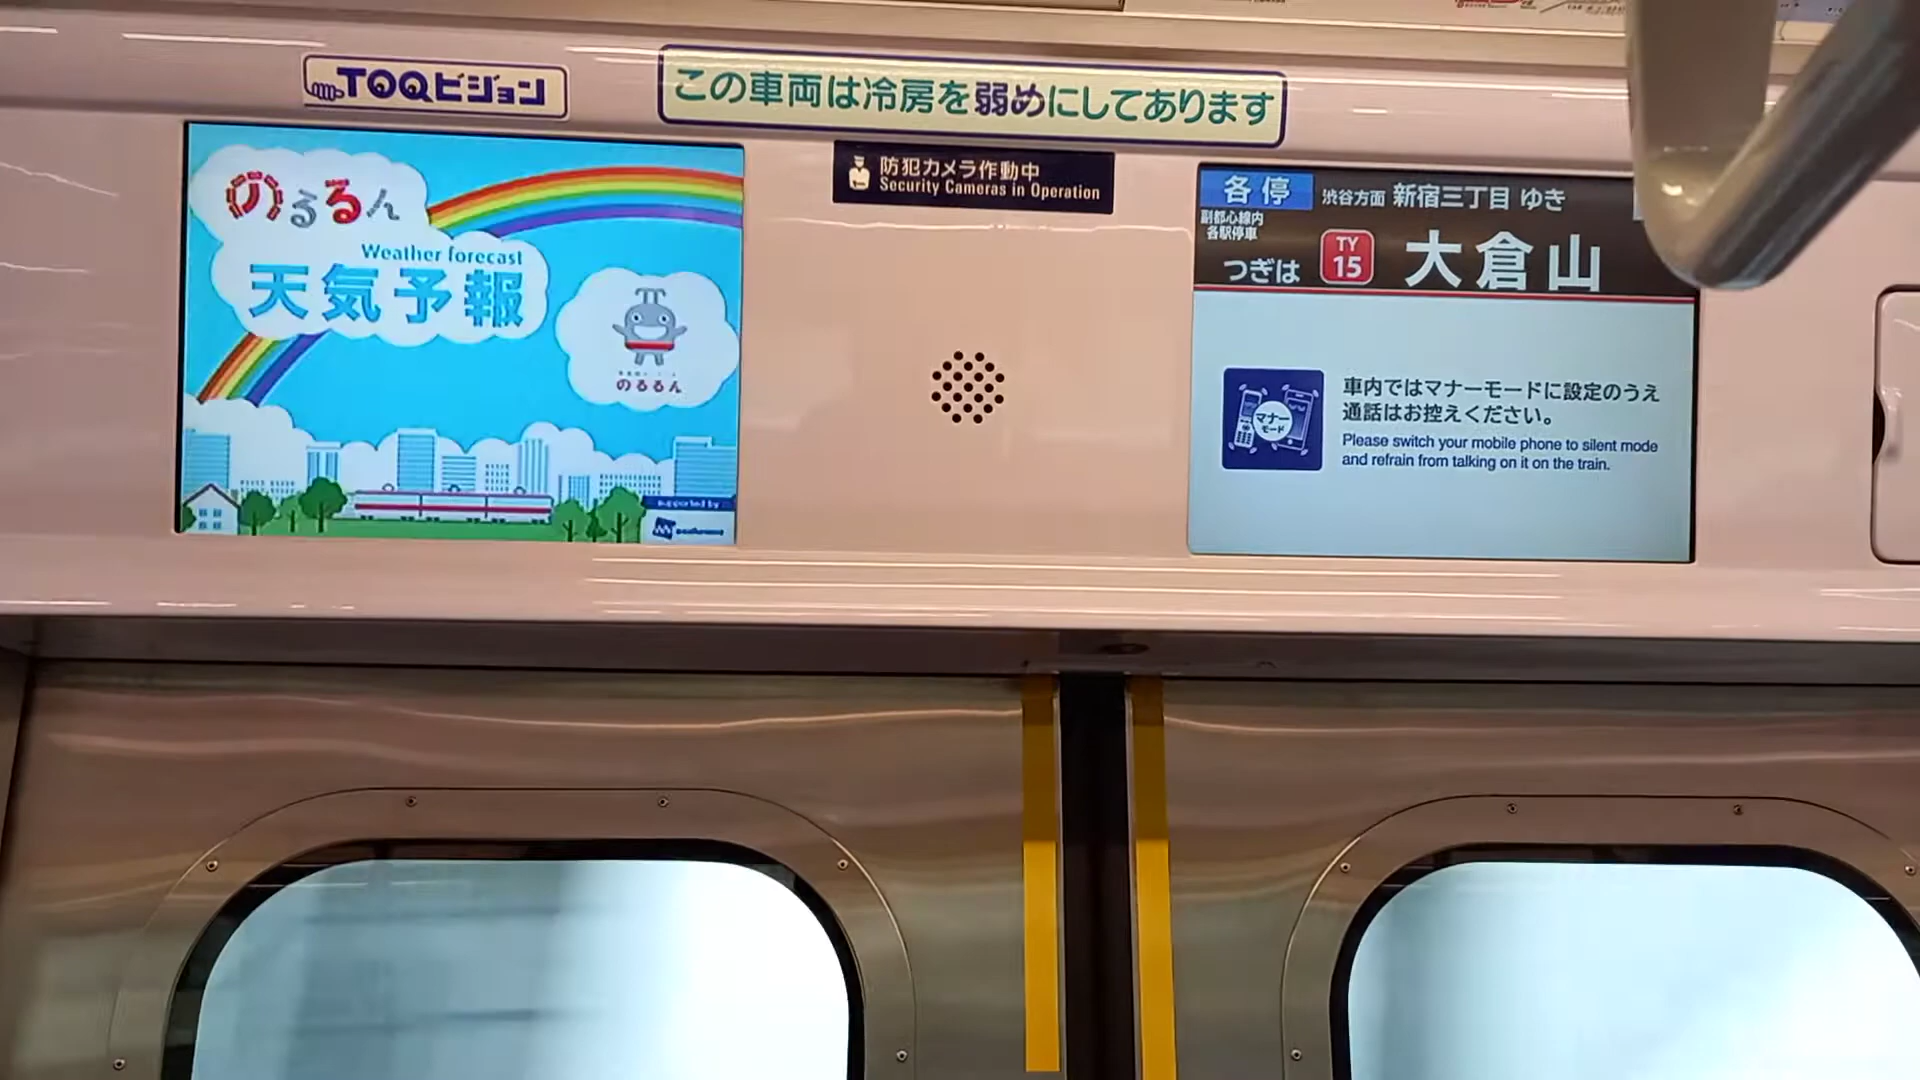 TOQビジョン
この車両は冷房を弱めにしてあります
防犯カメラ作動中
Security Cameras in Operation
のるるん
Weather forecast
天気予報
のるるん
supported by
各停
渋谷方面 新宿三丁目 ゆき
副都心線内
各駅停車
つぎは
TY
15
大倉山
マナー
モード
車内ではマナーモードに設定のうえ
通話はお控えください。
Please switch your mobile phone to silent mode
and refrain from talking on it on the train.